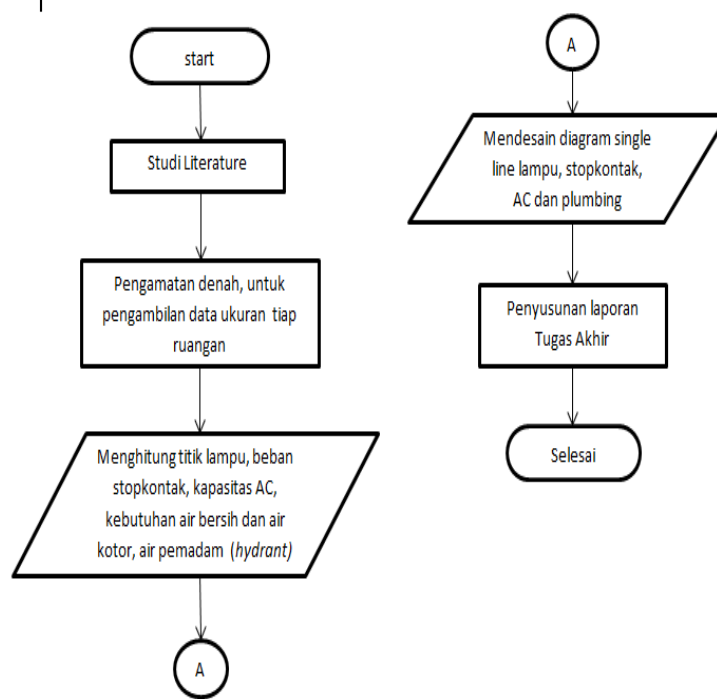 start
Studi Literature
Pengamatan denah, untuk
pengambilan data ukuran tiap
ruangan
Menghitung titik lampu, beban
stopkontak, kapasitas AC,
kebutuhan air bersih dan air
kotor, air pemadam (hydrant)
A
A
Mendesain diagram single
line lampu, stopkontak,
AC dan plumbing
Penyusunan laporan
Tugas Akhir
Selesai